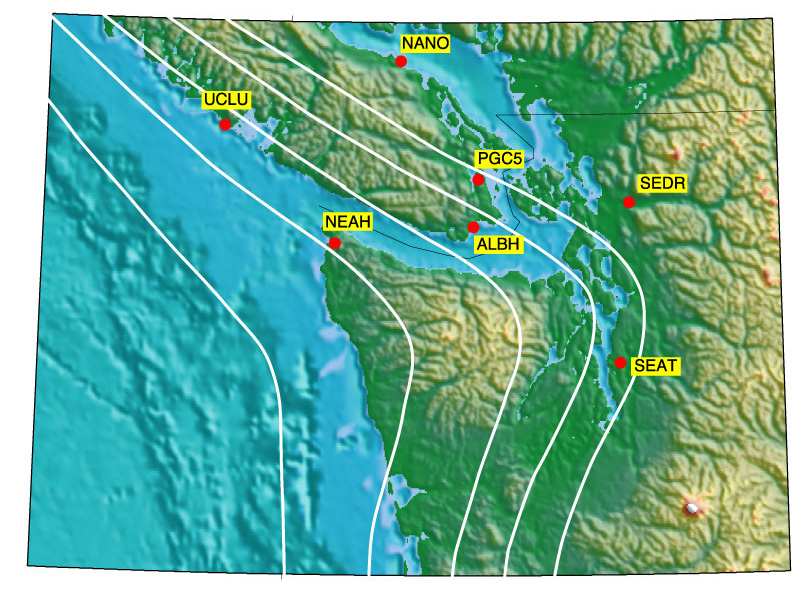 NANO
UCLU
PGC5
SEDR
NEAH
ALBH
SEAT